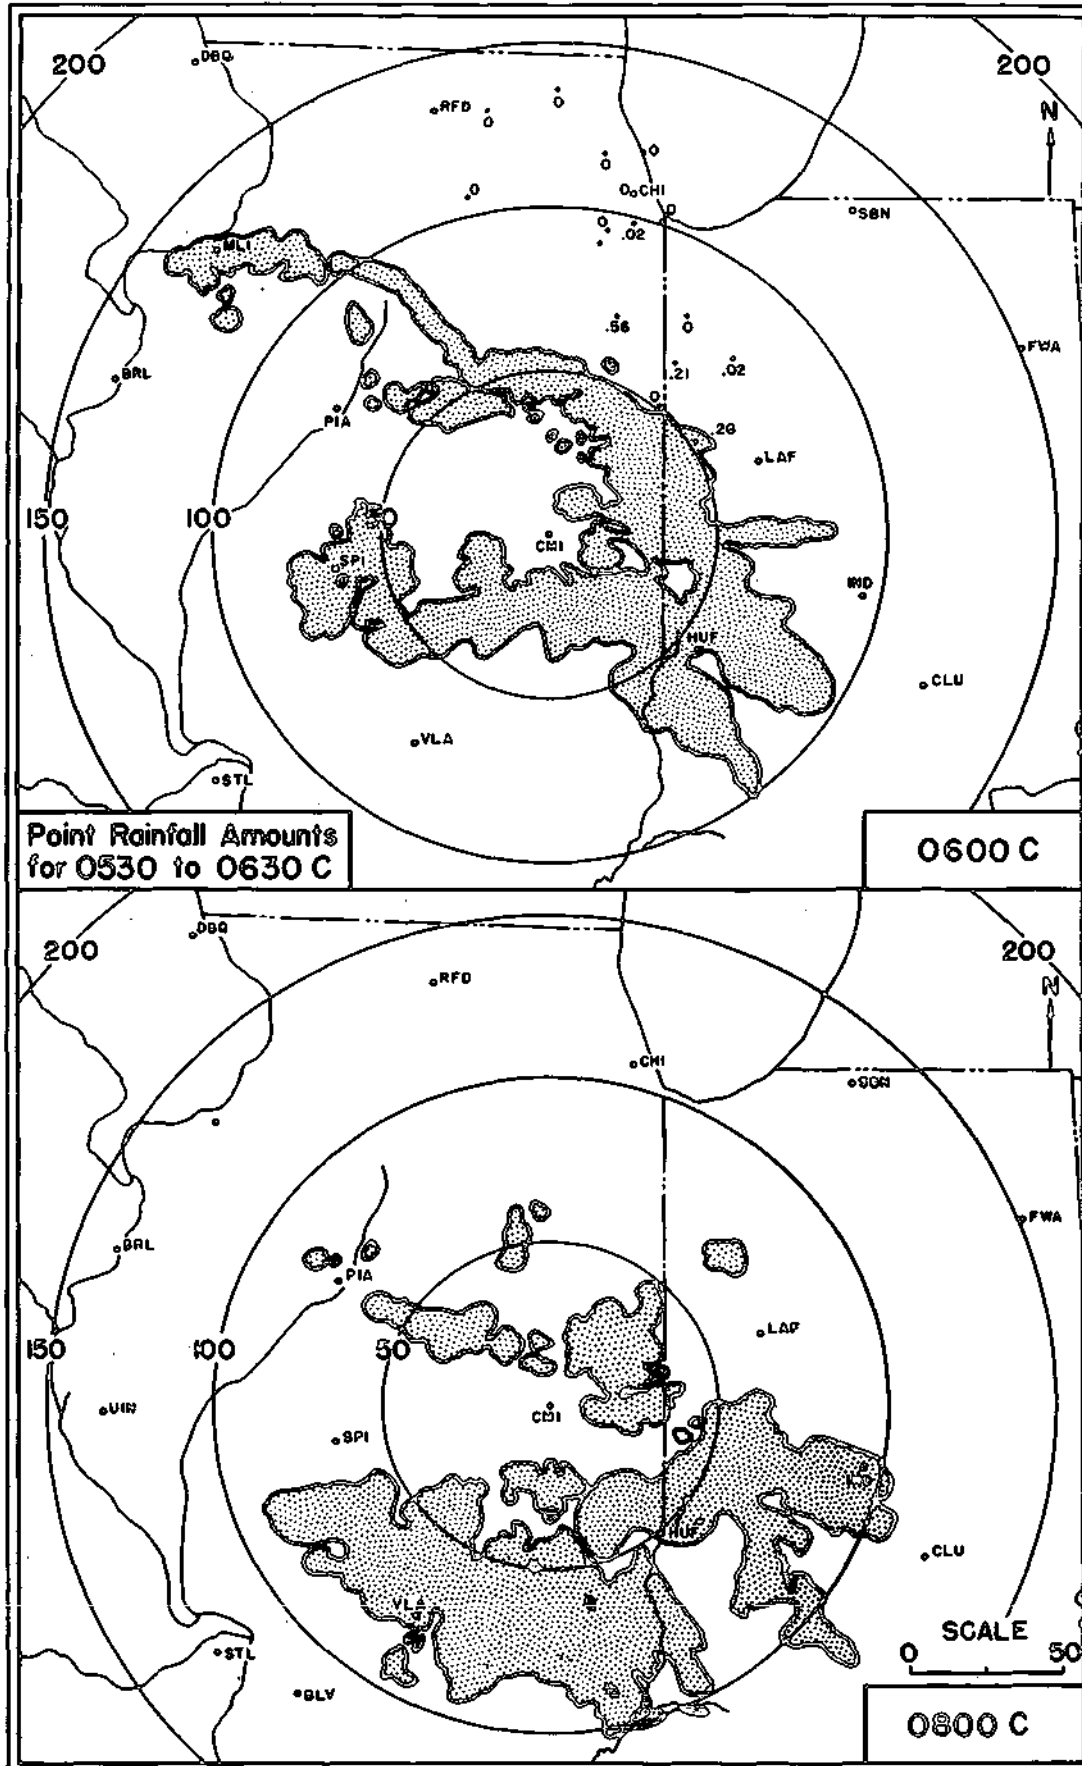 200
DBQ
200
RFD
N
0
0
0
0
0
0 CHI
0
SBN
0
.02
MLI
.56
0
FWA
.21
.02
BRL
0
PIA
.26
LAF
150
100
CMI
SPI
IND
HUF
CLU
VLA
STL
Point Rainfall Amounts
for 0530 to 0630 C
0600 C
DBQ
200
200
RFD
N
CHI
SBN
FWA
BRL
PIA
LAF
150
100
50
UIN
CMI
SPI
HUF
CLU
VLA
SCALE
STL
0
50
BLV
0800 C